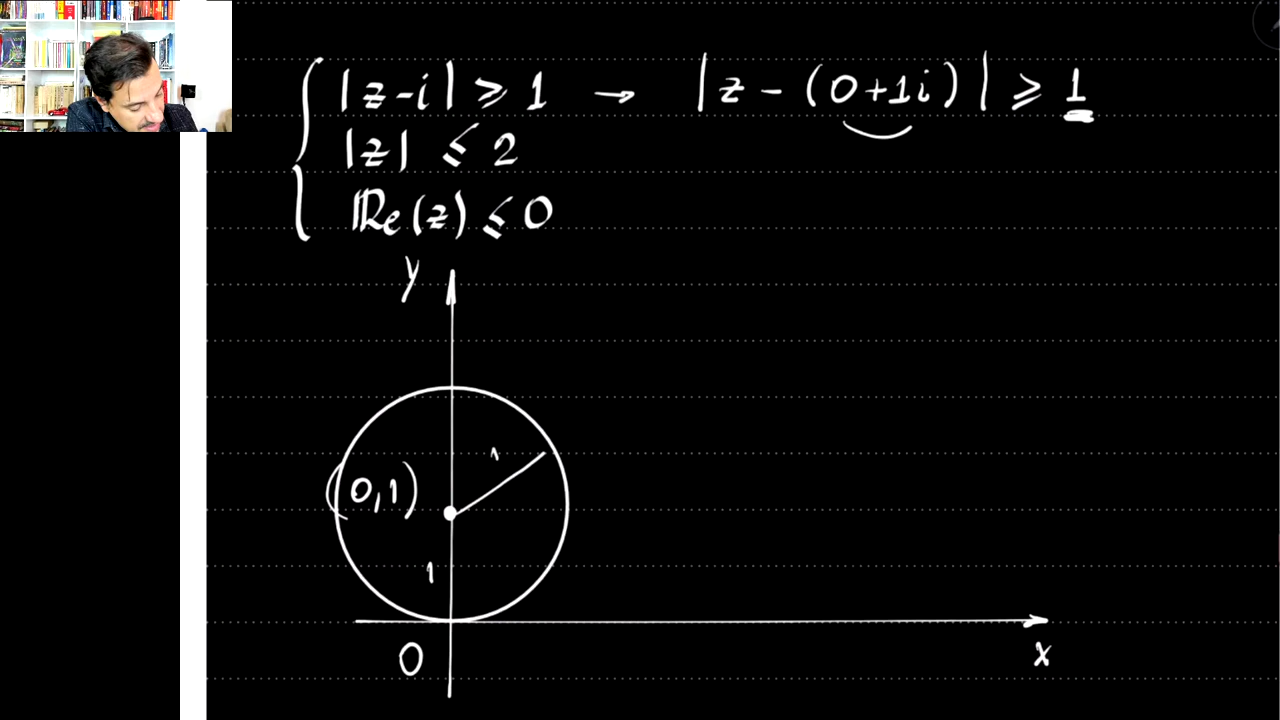 |z-i| ⩾ 1 → |z - (0+1i)| ⩾ 1
|z| ⩽ 2
Re(z) ⩽ 0
y
1
(0,1)
1
0
x